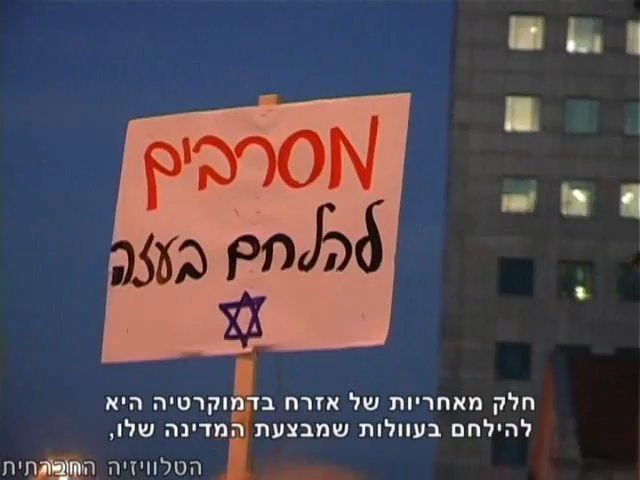 מסרבים
להלחם בעזה
חלק מאחריות של אזרח בדמוקרטיה היא
להילחם בעוולות שמבצעת המדינה שלו,
הטלוויזיה החברתית